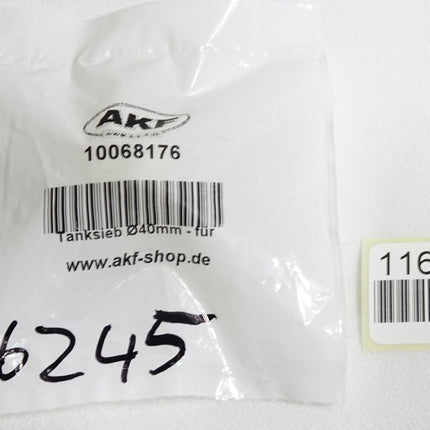 AKF
10068176
Tanksieb Ø40mm - für
www.akf-shop.de
6245
116